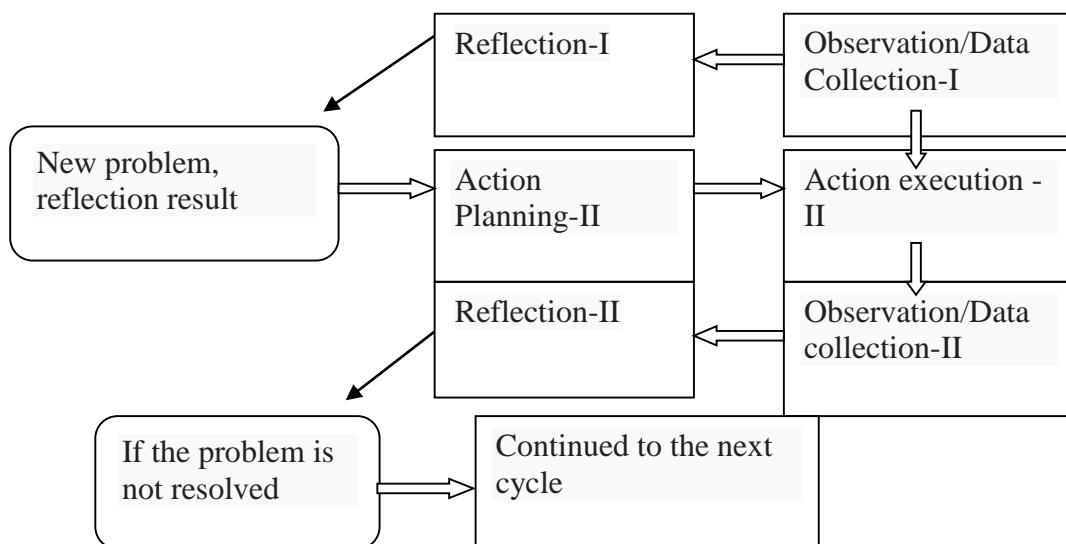 Reflection-I
Observation/Data
Collection-I
New problem,
reflection result
Action
Planning-II
Action execution -
II
Reflection-II
Observation/Data
collection-II
If the problem is
not resolved
Continued to the next
cycle